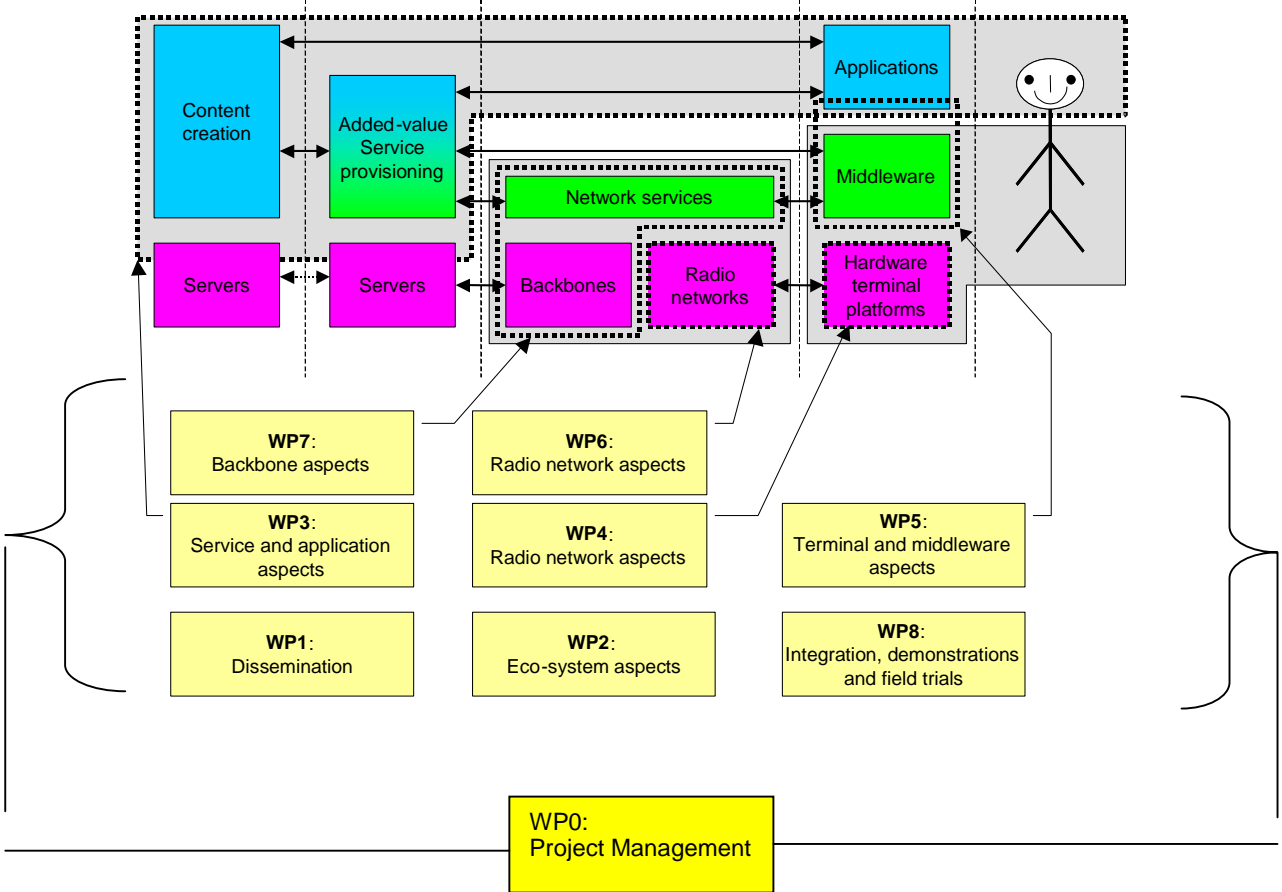 Content
creation
Added-value
Service
provisioning
Applications
Middleware
Network services
Servers
Servers
Backbones
Radio
networks
Hardware
terminal
platforms
WP7:
Backbone aspects
WP6:
Radio network aspects
WP3:
Service and application
aspects
WP4:
Radio network aspects
WP5:
Terminal and middleware
aspects
WP1:
Dissemination
WP2:
Eco-system aspects
WP8:
Integration, demonstrations
and field trials
WP0:
Project Management